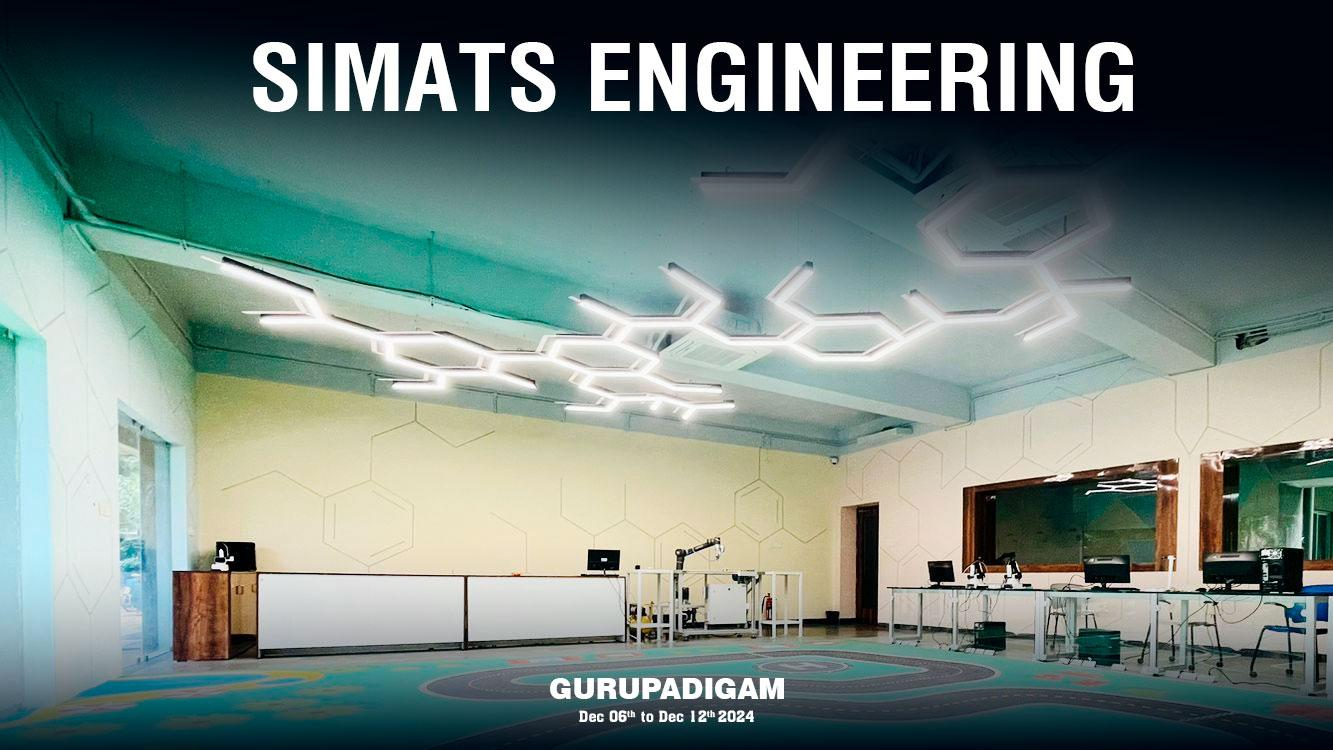 SIMATS ENGINEERING
GURUPADIGAM
Dec 06th to Dec 12th 2024